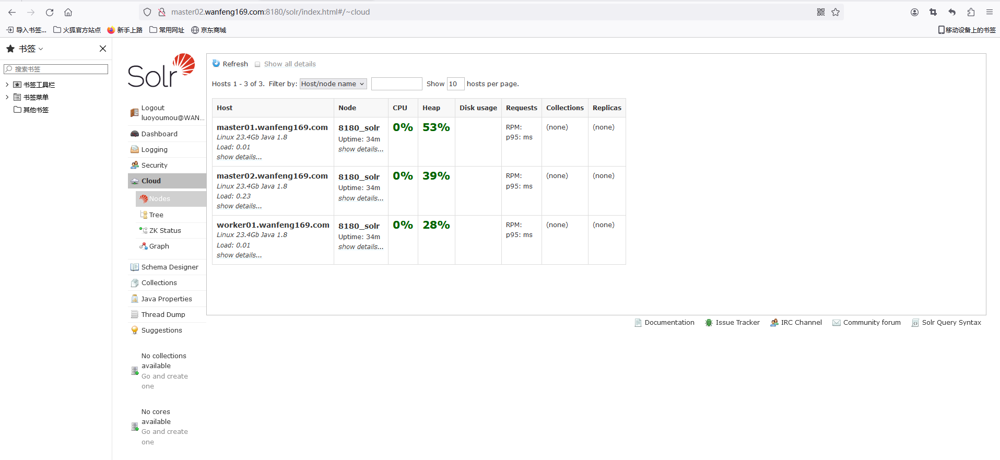 master02.wanfeng169.com:8180/solr/index.html#/~cloud
导入书签... 火狐官方站点 新手上路 常用网址 京东商城 移动设备上的书签
书签
搜索书签
书签工具栏
书签菜单
其他书签
Solr
Logout
luoyoumou@WAN...
Dashboard
Logging
Security
Cloud
Nodes
Tree
ZK Status
Graph
Schema Designer
Collections
Java Properties
Thread Dump
Suggestions
No collections
available
Go and create
one
No cores
available
Go and create
one
Refresh Show all details
Hosts 1 - 3 of 3. Filter by: Host/node name Show 10 hosts per page.
Host Node CPU Heap Disk usage Requests Collections Replicas
master01.wanfeng169.com 8180_solr 0% 53% RPM: (none) (none)
Linux 23.4Gb Java 1.8 Uptime: 34m p95: ms
Load: 0.01 show details...
show details...
master02.wanfeng169.com 8180_solr 0% 39% RPM: (none) (none)
Linux 23.4Gb Java 1.8 Uptime: 34m p95: ms
Load: 0.23 show details...
show details...
worker01.wanfeng169.com 8180_solr 0% 28% RPM: (none) (none)
Linux 23.4Gb Java 1.8 Uptime: 34m p95: ms
Load: 0.01 show details...
show details...
Documentation Issue Tracker IRC Channel Community forum Solr Query Syntax